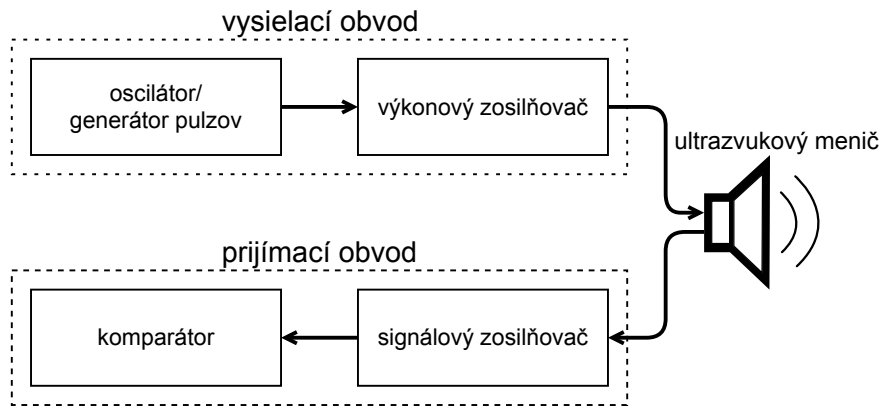 vysielací obvod
oscilátor/
generátor pulzov
výkonový zosilňovač
ultrazvukový menič
prijímací obvod
komparátor
signálový zosilňovač